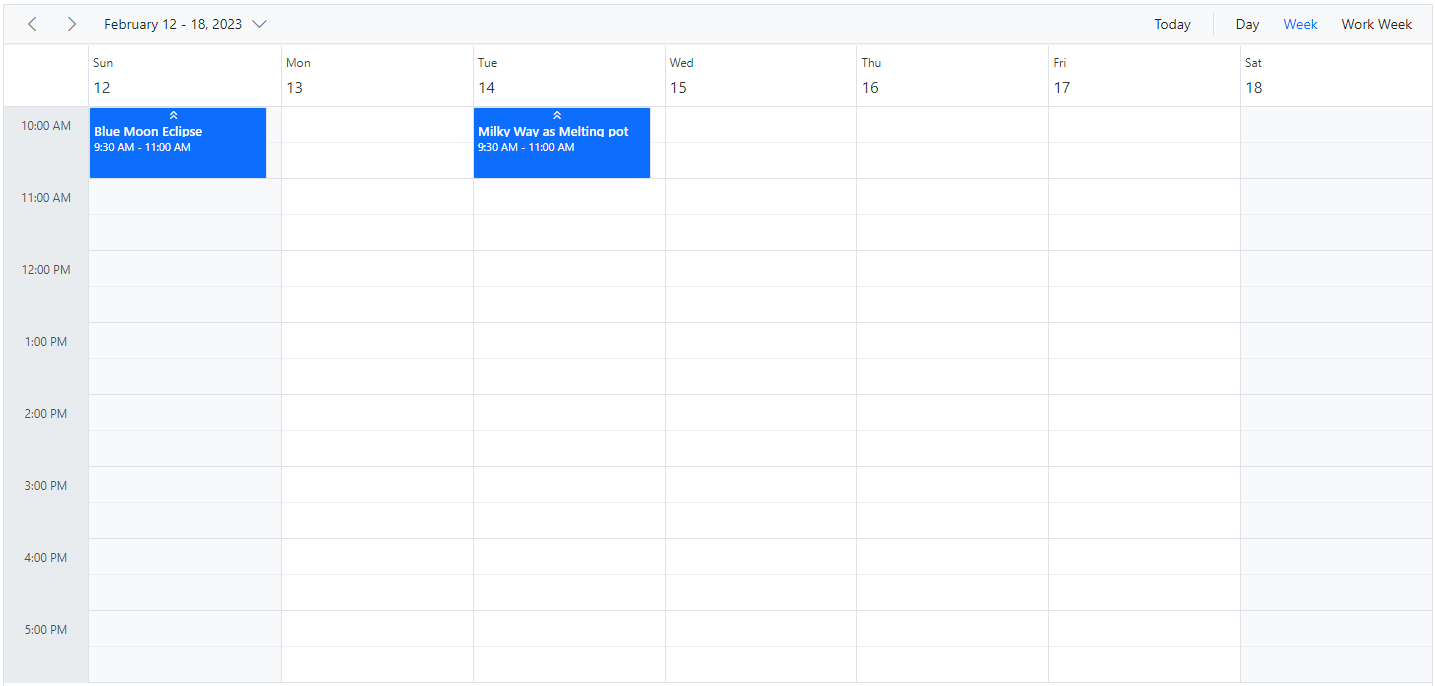 February 12 - 18, 2023 Today Day Week Work Week
Sun Mon Tue Wed Thu Fri Sat
12 13 14 15 16 17 18
10:00 AM
Blue Moon Eclipse
9:30 AM - 11:00 AM
Milky Way as Melting pot
9:30 AM - 11:00 AM
11:00 AM
12:00 PM
1:00 PM
2:00 PM
3:00 PM
4:00 PM
5:00 PM